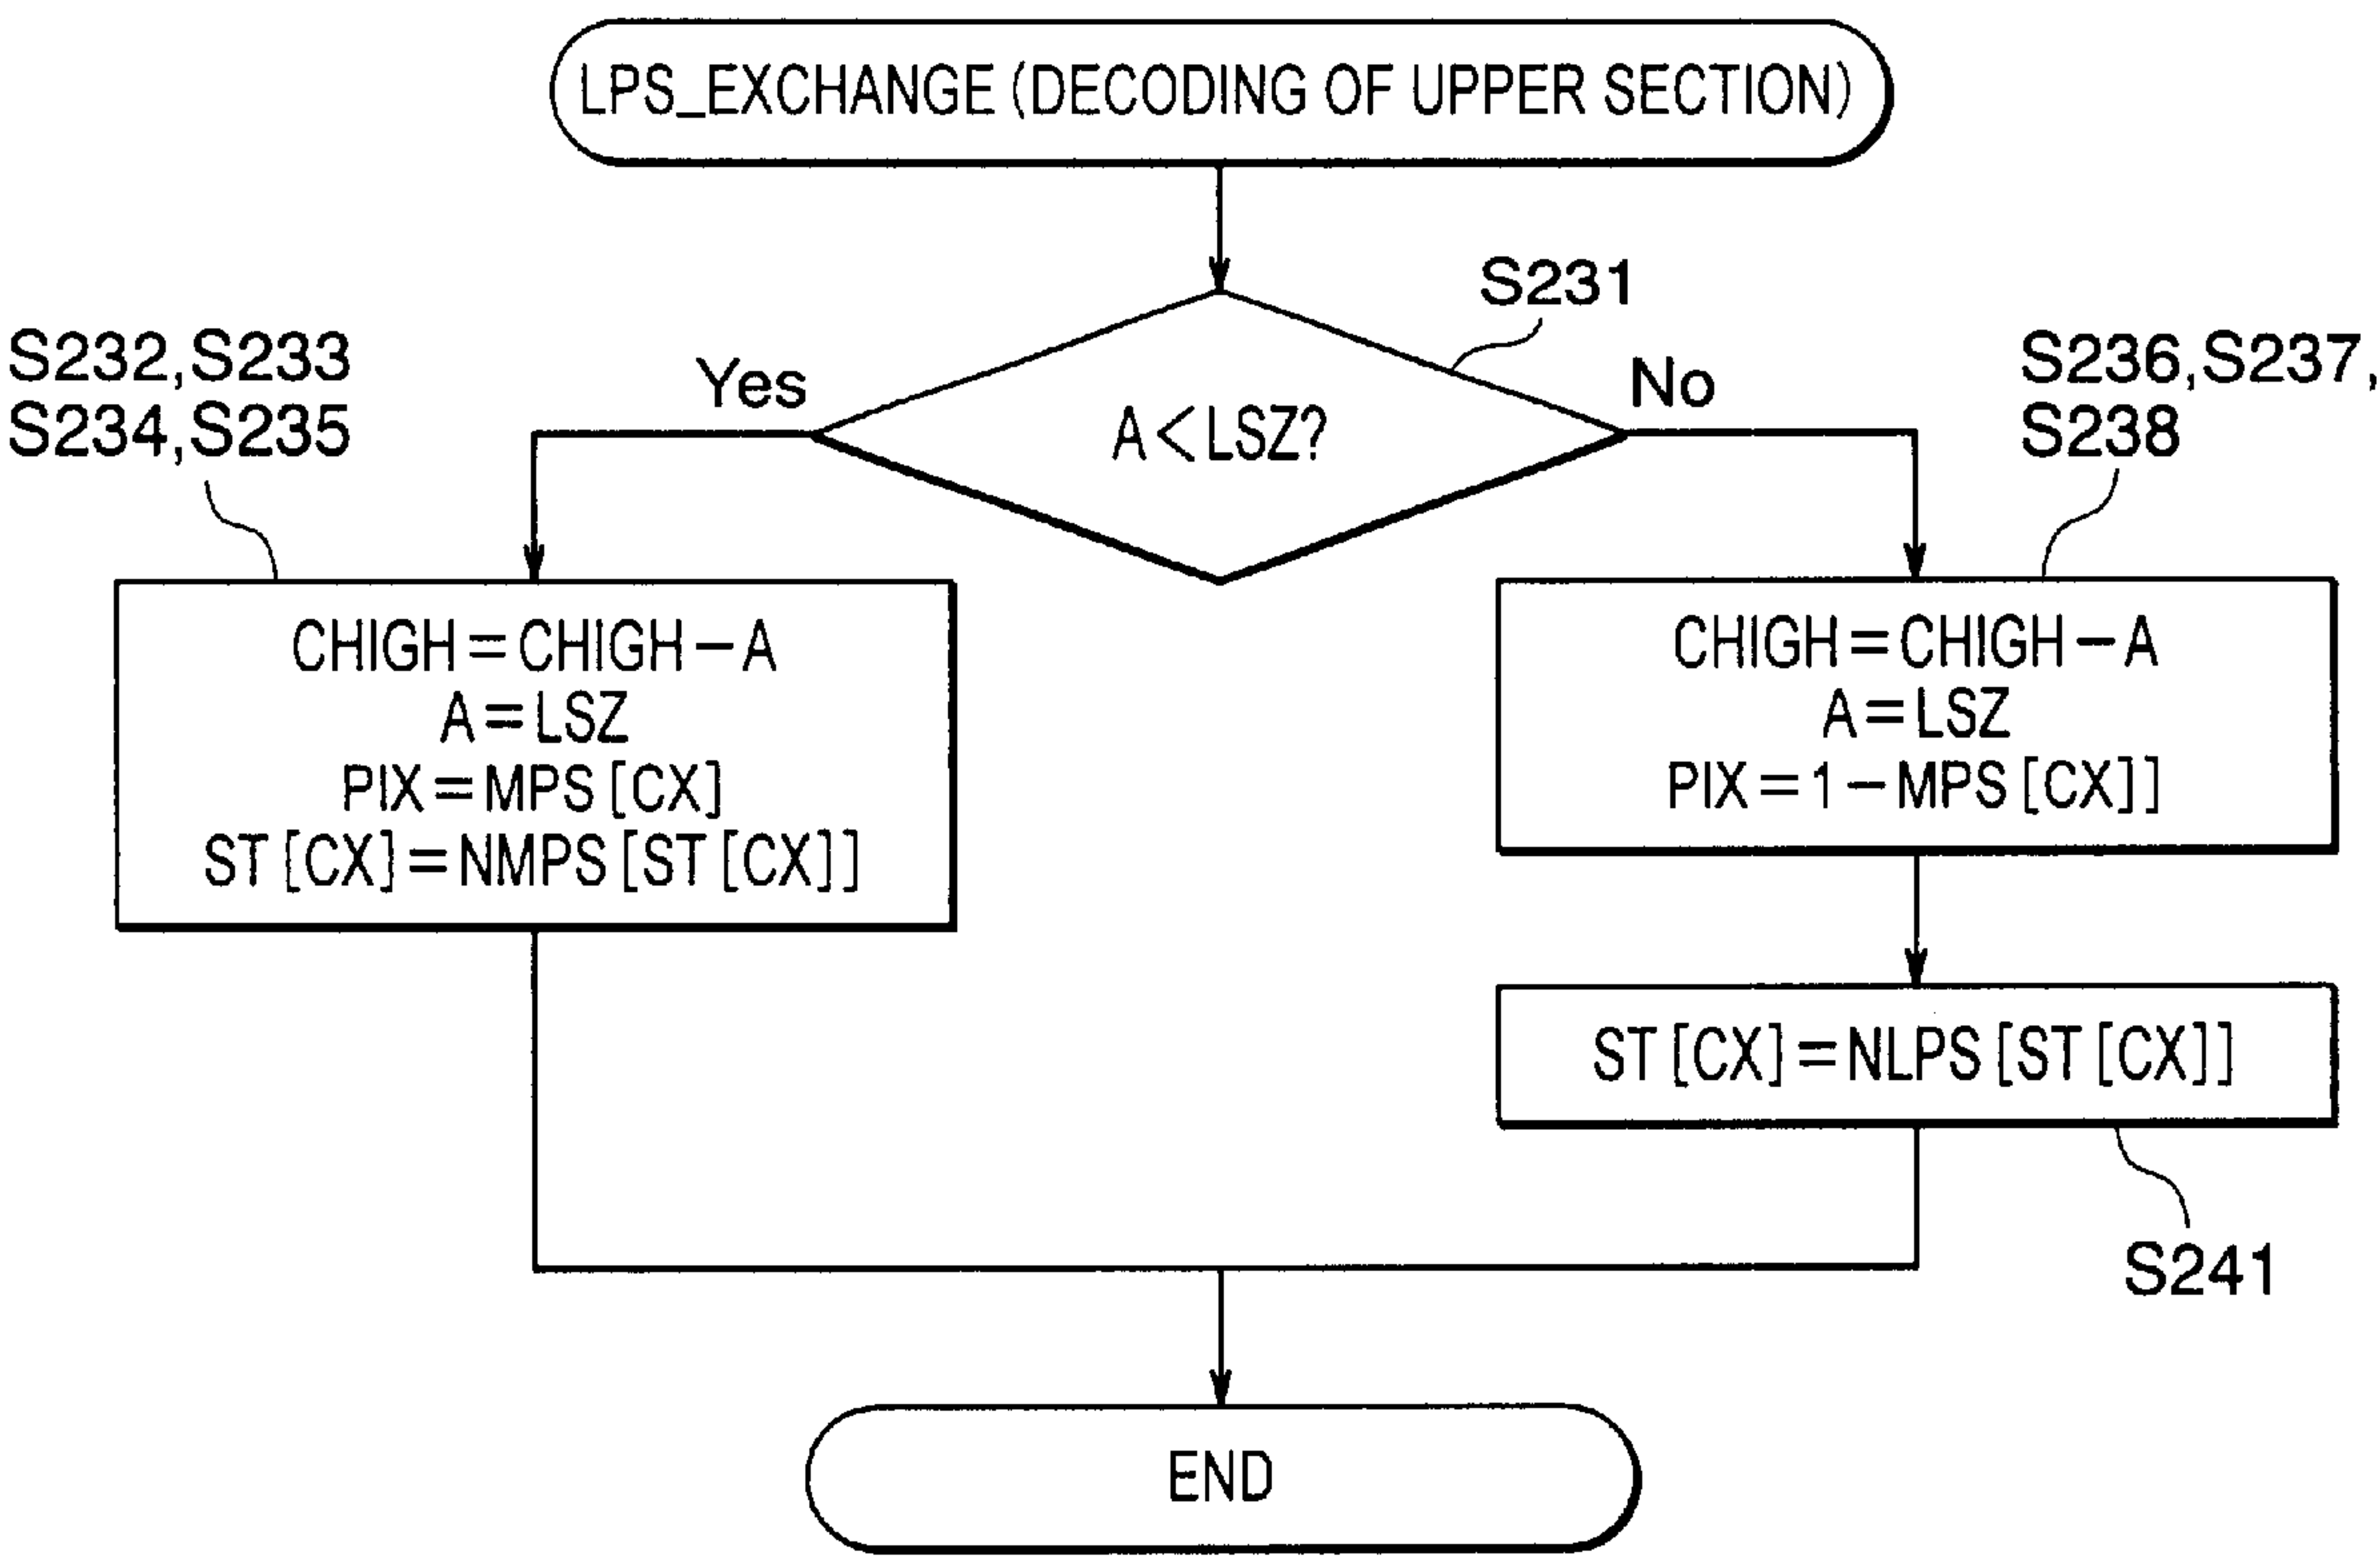 LPS_EXCHANGE (DECODING OF UPPER SECTION)
S231
S232,S233
S234,S235
Yes
A<LSZ?
No
S236,S237,
S238
CHIGH=CHIGH-A
A=LSZ
PIX=MPS[CX]
ST[CX]=NMPS[ST[CX]]
CHIGH=CHIGH-A
A=LSZ
PIX=1-MPS[CX]]
ST[CX]=NLPS[ST[CX]]
S241
END